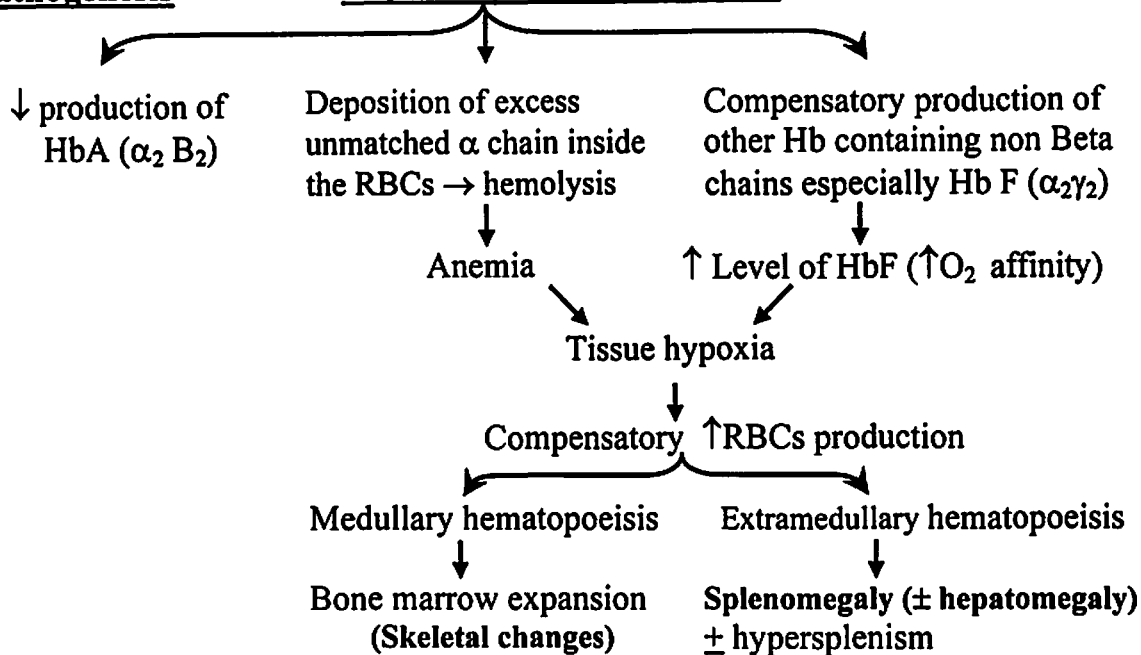 ↓ production of
HbA (α₂ B₂)
Deposition of excess
unmatched α chain inside
the RBCs → hemolysis
Anemia
Compensatory production of
other Hb containing non Beta
chains especially Hb F (α₂γ₂)
↑ Level of HbF (↑O₂ affinity)
Tissue hypoxia
Compensatory ↑RBCs production
Medullary hematopoeisis
Bone marrow expansion
(Skeletal changes)
Extramedullary hematopoeisis
Splenomegaly (± hepatomegaly)
± hypersplenism